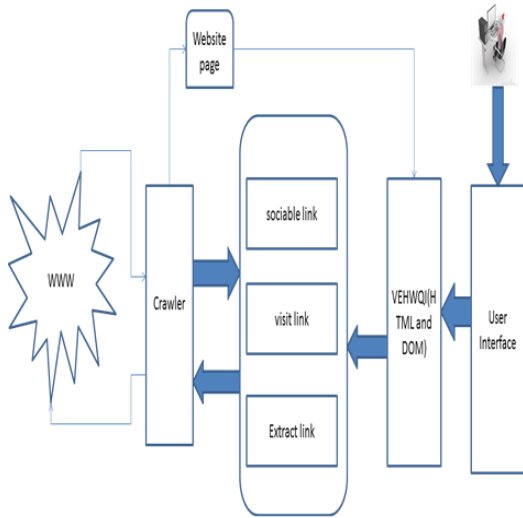 Website
page
sociable link
WWW
Crawler
visit link
VEHWQI(H
TML and
DOM)
User
Interface
Extract link